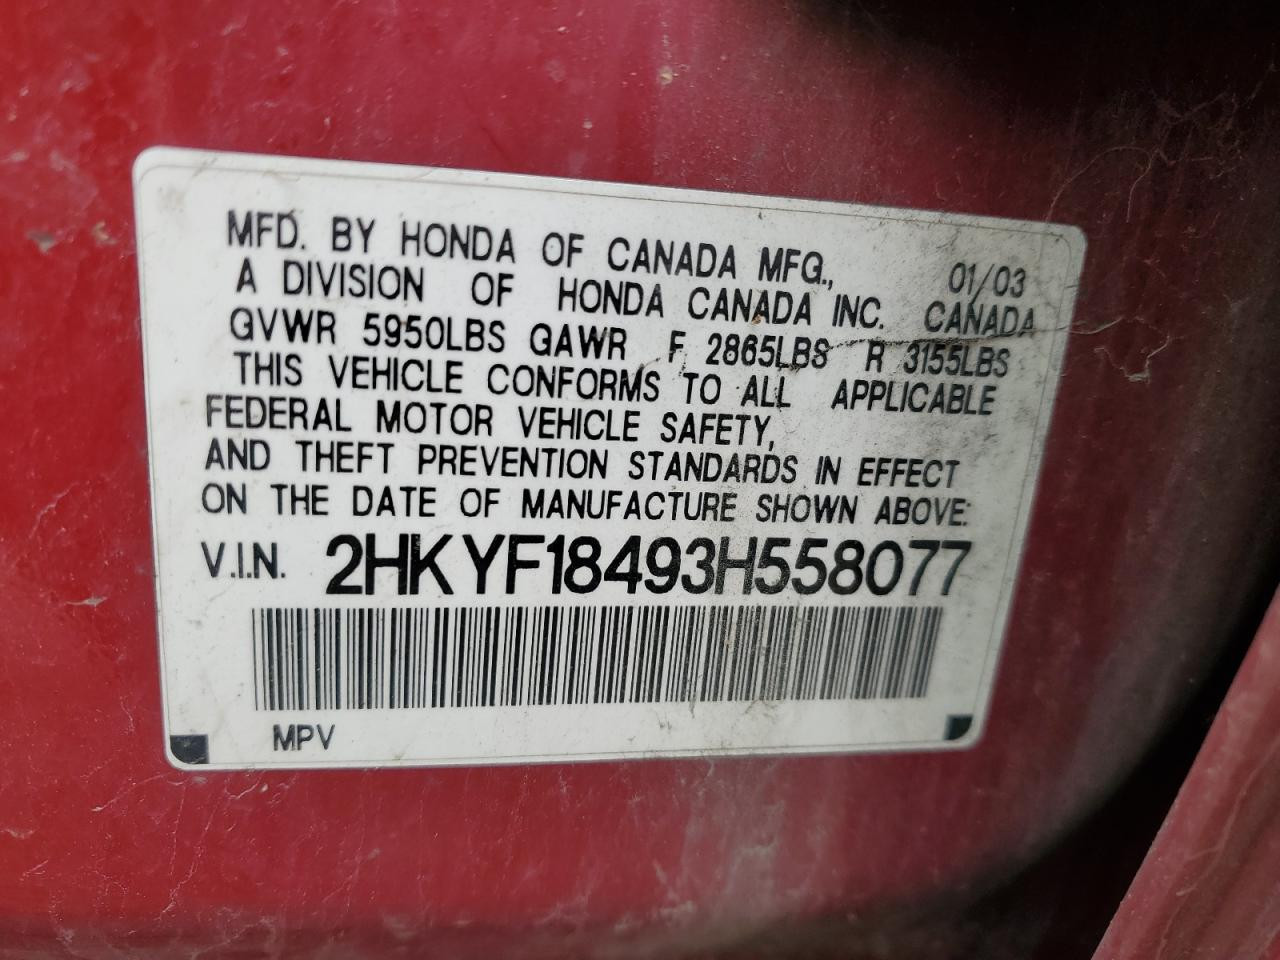 MFD. BY HONDA OF CANADA MFG., 01/03
A DIVISION OF HONDA CANADA INC. CANADA
GVWR 5950LBS GAWR F 2865LBS R 3155LBS
THIS VEHICLE CONFORMS TO ALL APPLICABLE
FEDERAL MOTOR VEHICLE SAFETY,
AND THEFT PREVENTION STANDARDS IN EFFECT
ON THE DATE OF MANUFACTURE SHOWN ABOVE:
V.I.N. 2HKYF18493H558077
MPV